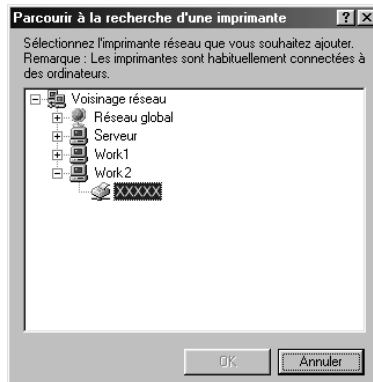 Parcourir à la recherche d'une imprimante
Sélectionnez l'imprimante réseau que vous souhaitez ajouter.
Remarque : Les imprimantes sont habituellement connectées à
des ordinateurs.
Voisinage réseau
Réseau global
Serveur
Work1
Work2
XXXXX
OK
Annuler